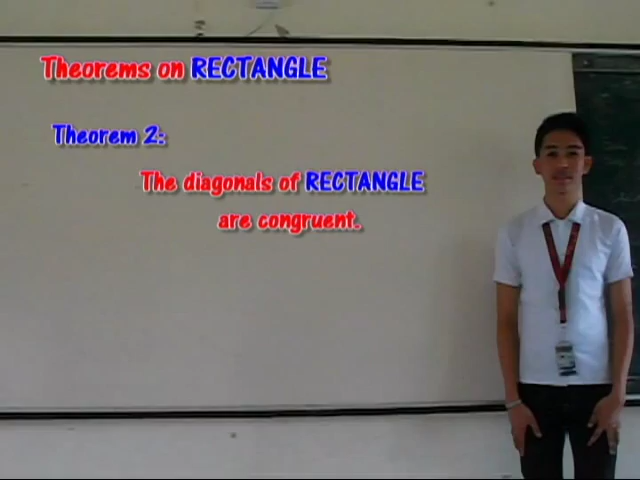 Theorems on RECTANGLE
Theorem 2:
The diagonals of RECTANGLE
are congruent.